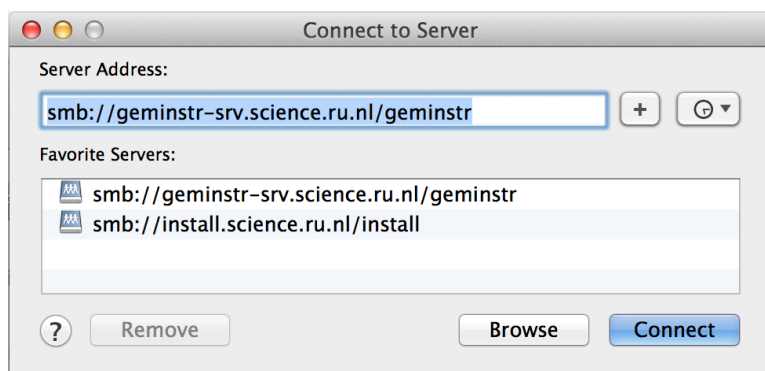 Connect to Server
Server Address:
smb://geminstr-srv.science.ru.nl/geminstr
+
Favorite Servers:
smb://geminstr-srv.science.ru.nl/geminstr
smb://install.science.ru.nl/install
? Remove Browse Connect